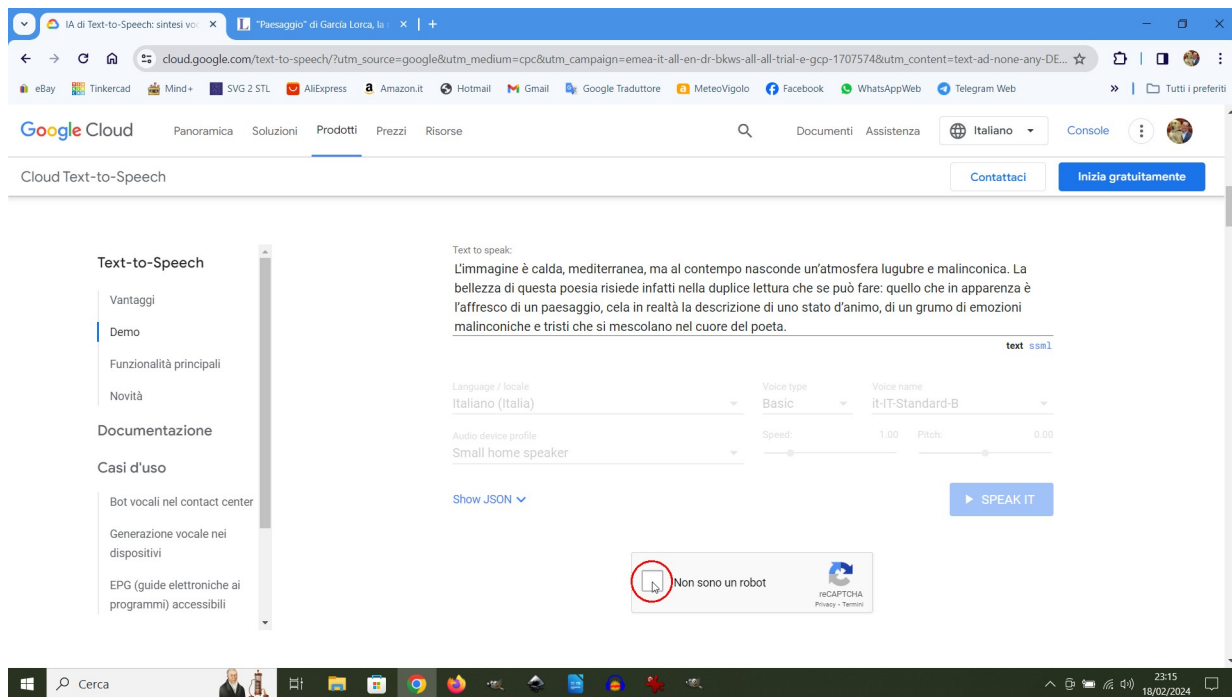 IA di Text-to-Speech: sintesi voc
"Paesaggio" di García Lorca, la
cloud.google.com/text-to-speech/?utm_source=google&utm_medium=cpc&utm_campaign=emea-it-all-en-dr-bkws-all-all-trial-e-gcp-1707574&utm_content=text-ad-none-any-DE...
eBay Tinkercad Mind+ SVG 2 STL AliExpress Amazon.it Hotmail Gmail Google Traduttore MeteoVigolo Facebook WhatsAppWeb Telegram Web » Tutti i preferiti
Google Cloud Panoramica Soluzioni Prodotti Prezzi Risorse Documenti Assistenza Italiano Console
Cloud Text-to-Speech Contattaci Inizia gratuitamente
Text-to-Speech
Vantaggi
Demo
Funzionalità principali
Novità
Documentazione
Casi d'uso
Bot vocali nel contact center
Generazione vocale nei
dispositivi
EPG (guide elettroniche ai
programmi) accessibili
Text to speak:
L'immagine è calda, mediterranea, ma al contempo nasconde un'atmosfera lugubre e malinconica. La
bellezza di questa poesia risiede infatti nella duplice lettura che se può fare: quello che in apparenza è
l'affresco di un paesaggio, cela in realtà la descrizione di uno stato d'animo, di un grumo di emozioni
malinconiche e tristi che si mescolano nel cuore del poeta.
text ssml
Language / locale Voice type Voice name
Italiano (Italia) Basic it-IT-Standard-B
Audio device profile Speed: 1.00 Pitch: 0.00
Small home speaker
Show JSON SPEAK IT
Non sono un robot
reCAPTCHA
Privacy - Termini
Cerca
23:15
18/02/2024